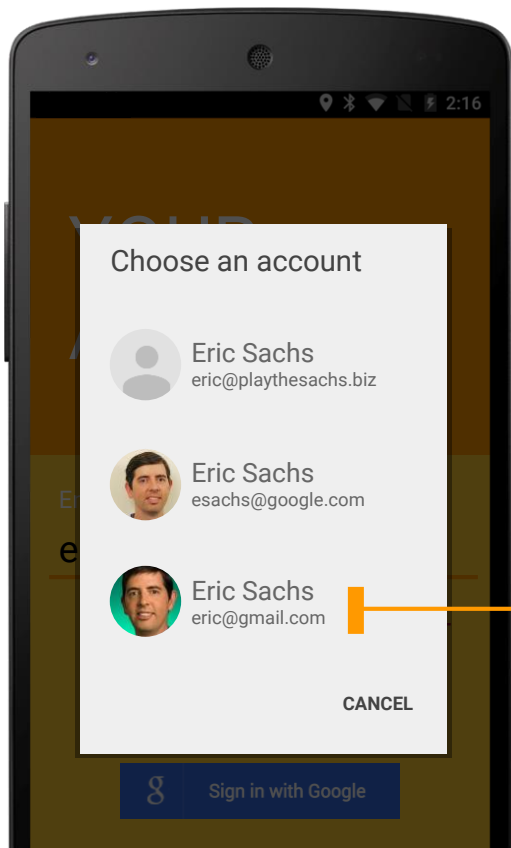 2:16
YOUR
Choose an account
Eric Sachs
eric@playthesachs.biz
Eric Sachs
esachs@google.com
Eric Sachs
eric@gmail.com
CANCEL
g Sign in with Google